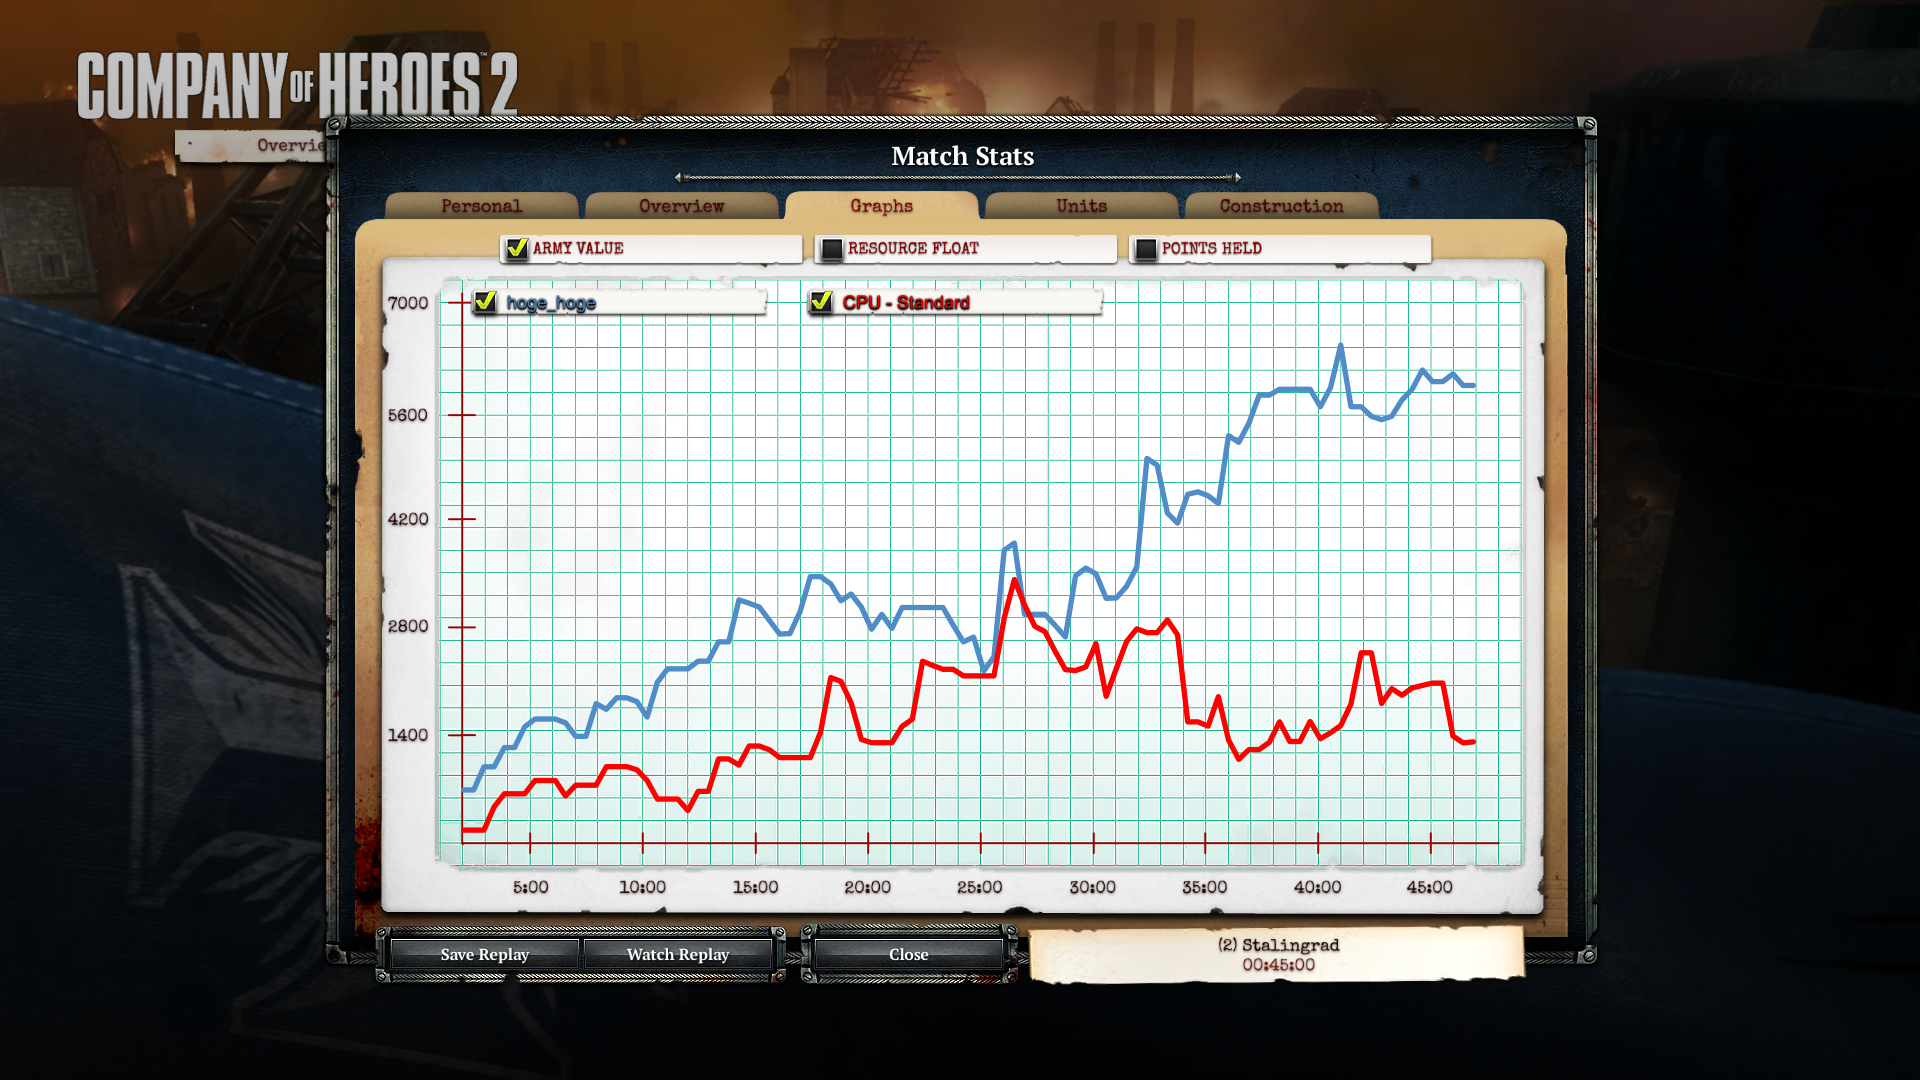 COMPANY OF HEROES™ 2
Overvie
Match Stats
Personal
Overview
Graphs
Units
Construction
ARMY VALUE
RESOURCE FLOAT
POINTS HELD
hoge_hoge
CPU - Standard
7000
5600
4200
2800
1400
5:00
10:00
15:00
20:00
25:00
30:00
35:00
40:00
45:00
Save Replay
Watch Replay
Close
(2) Stalingrad
00:45:00